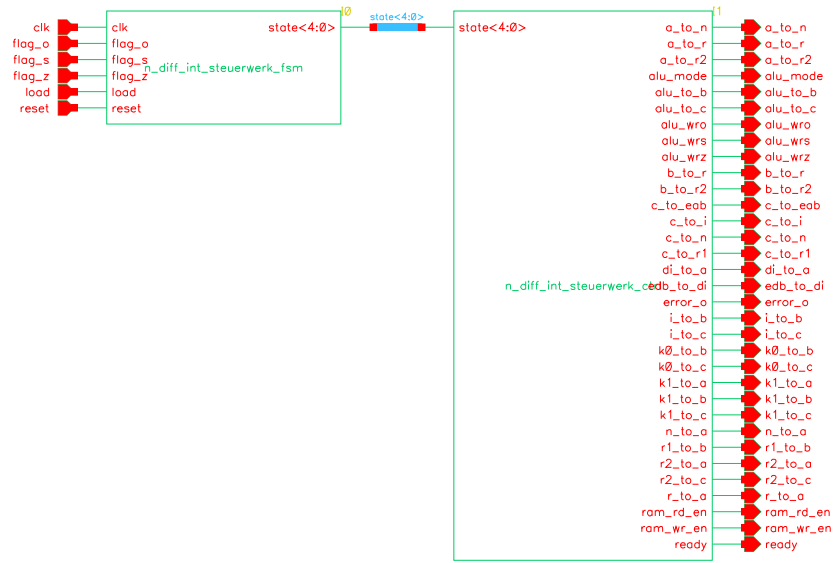 clk
flag_o
flag_s
flag_z
load
reset
clk
flag_o
flag_s
flag_z
load
reset
n_diff_int_steuerwerk_fsm
state<4:0>
state<4:0>
state<4:0>
a_to_n
a_to_r
a_to_r2
alu_mode
alu_to_b
alu_to_c
alu_wro
alu_wrs
alu_wrz
b_to_r
b_to_r2
c_to_eab
c_to_i
c_to_n
c_to_r1
di_to_a
edb_to_di
error_o
i_to_b
i_to_c
k0_to_b
k0_to_c
k1_to_a
k1_to_b
k1_to_c
n_to_a
r1_to_b
r2_to_a
r2_to_c
r_to_a
ram_rd_en
ram_wr_en
ready
a_to_n
a_to_r
a_to_r2
alu_mode
alu_to_b
alu_to_c
alu_wro
alu_wrs
alu_wrz
b_to_r
b_to_r2
c_to_eab
c_to_i
c_to_n
c_to_r1
di_to_a
edb_to_di
error_o
i_to_b
i_to_c
k0_to_b
k0_to_c
k1_to_a
k1_to_b
k1_to_c
n_to_a
r1_to_b
r2_to_a
r2_to_c
r_to_a
ram_rd_en
ram_wr_en
ready